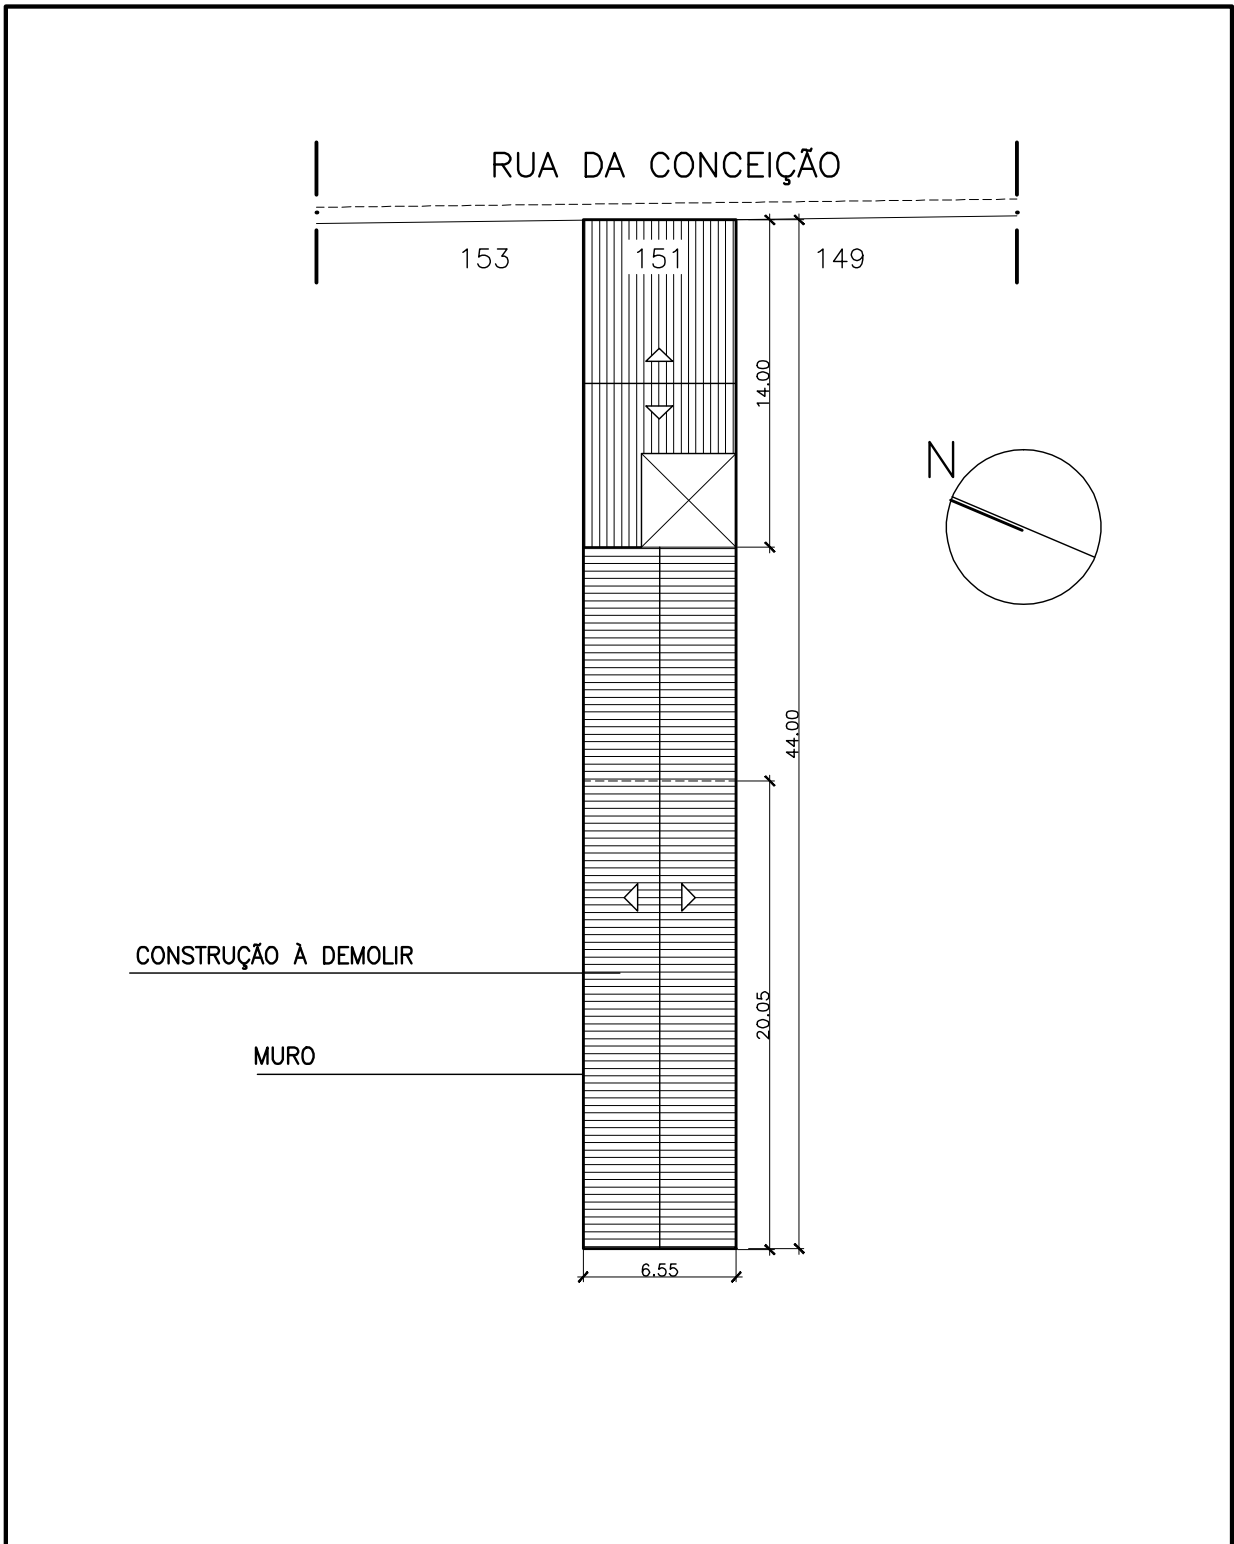 RUA DA CONCEIÇÃO
153
151
149
14.00
N
44.00
CONSTRUÇÃO À DEMOLIR
20.05
MURO
6.55